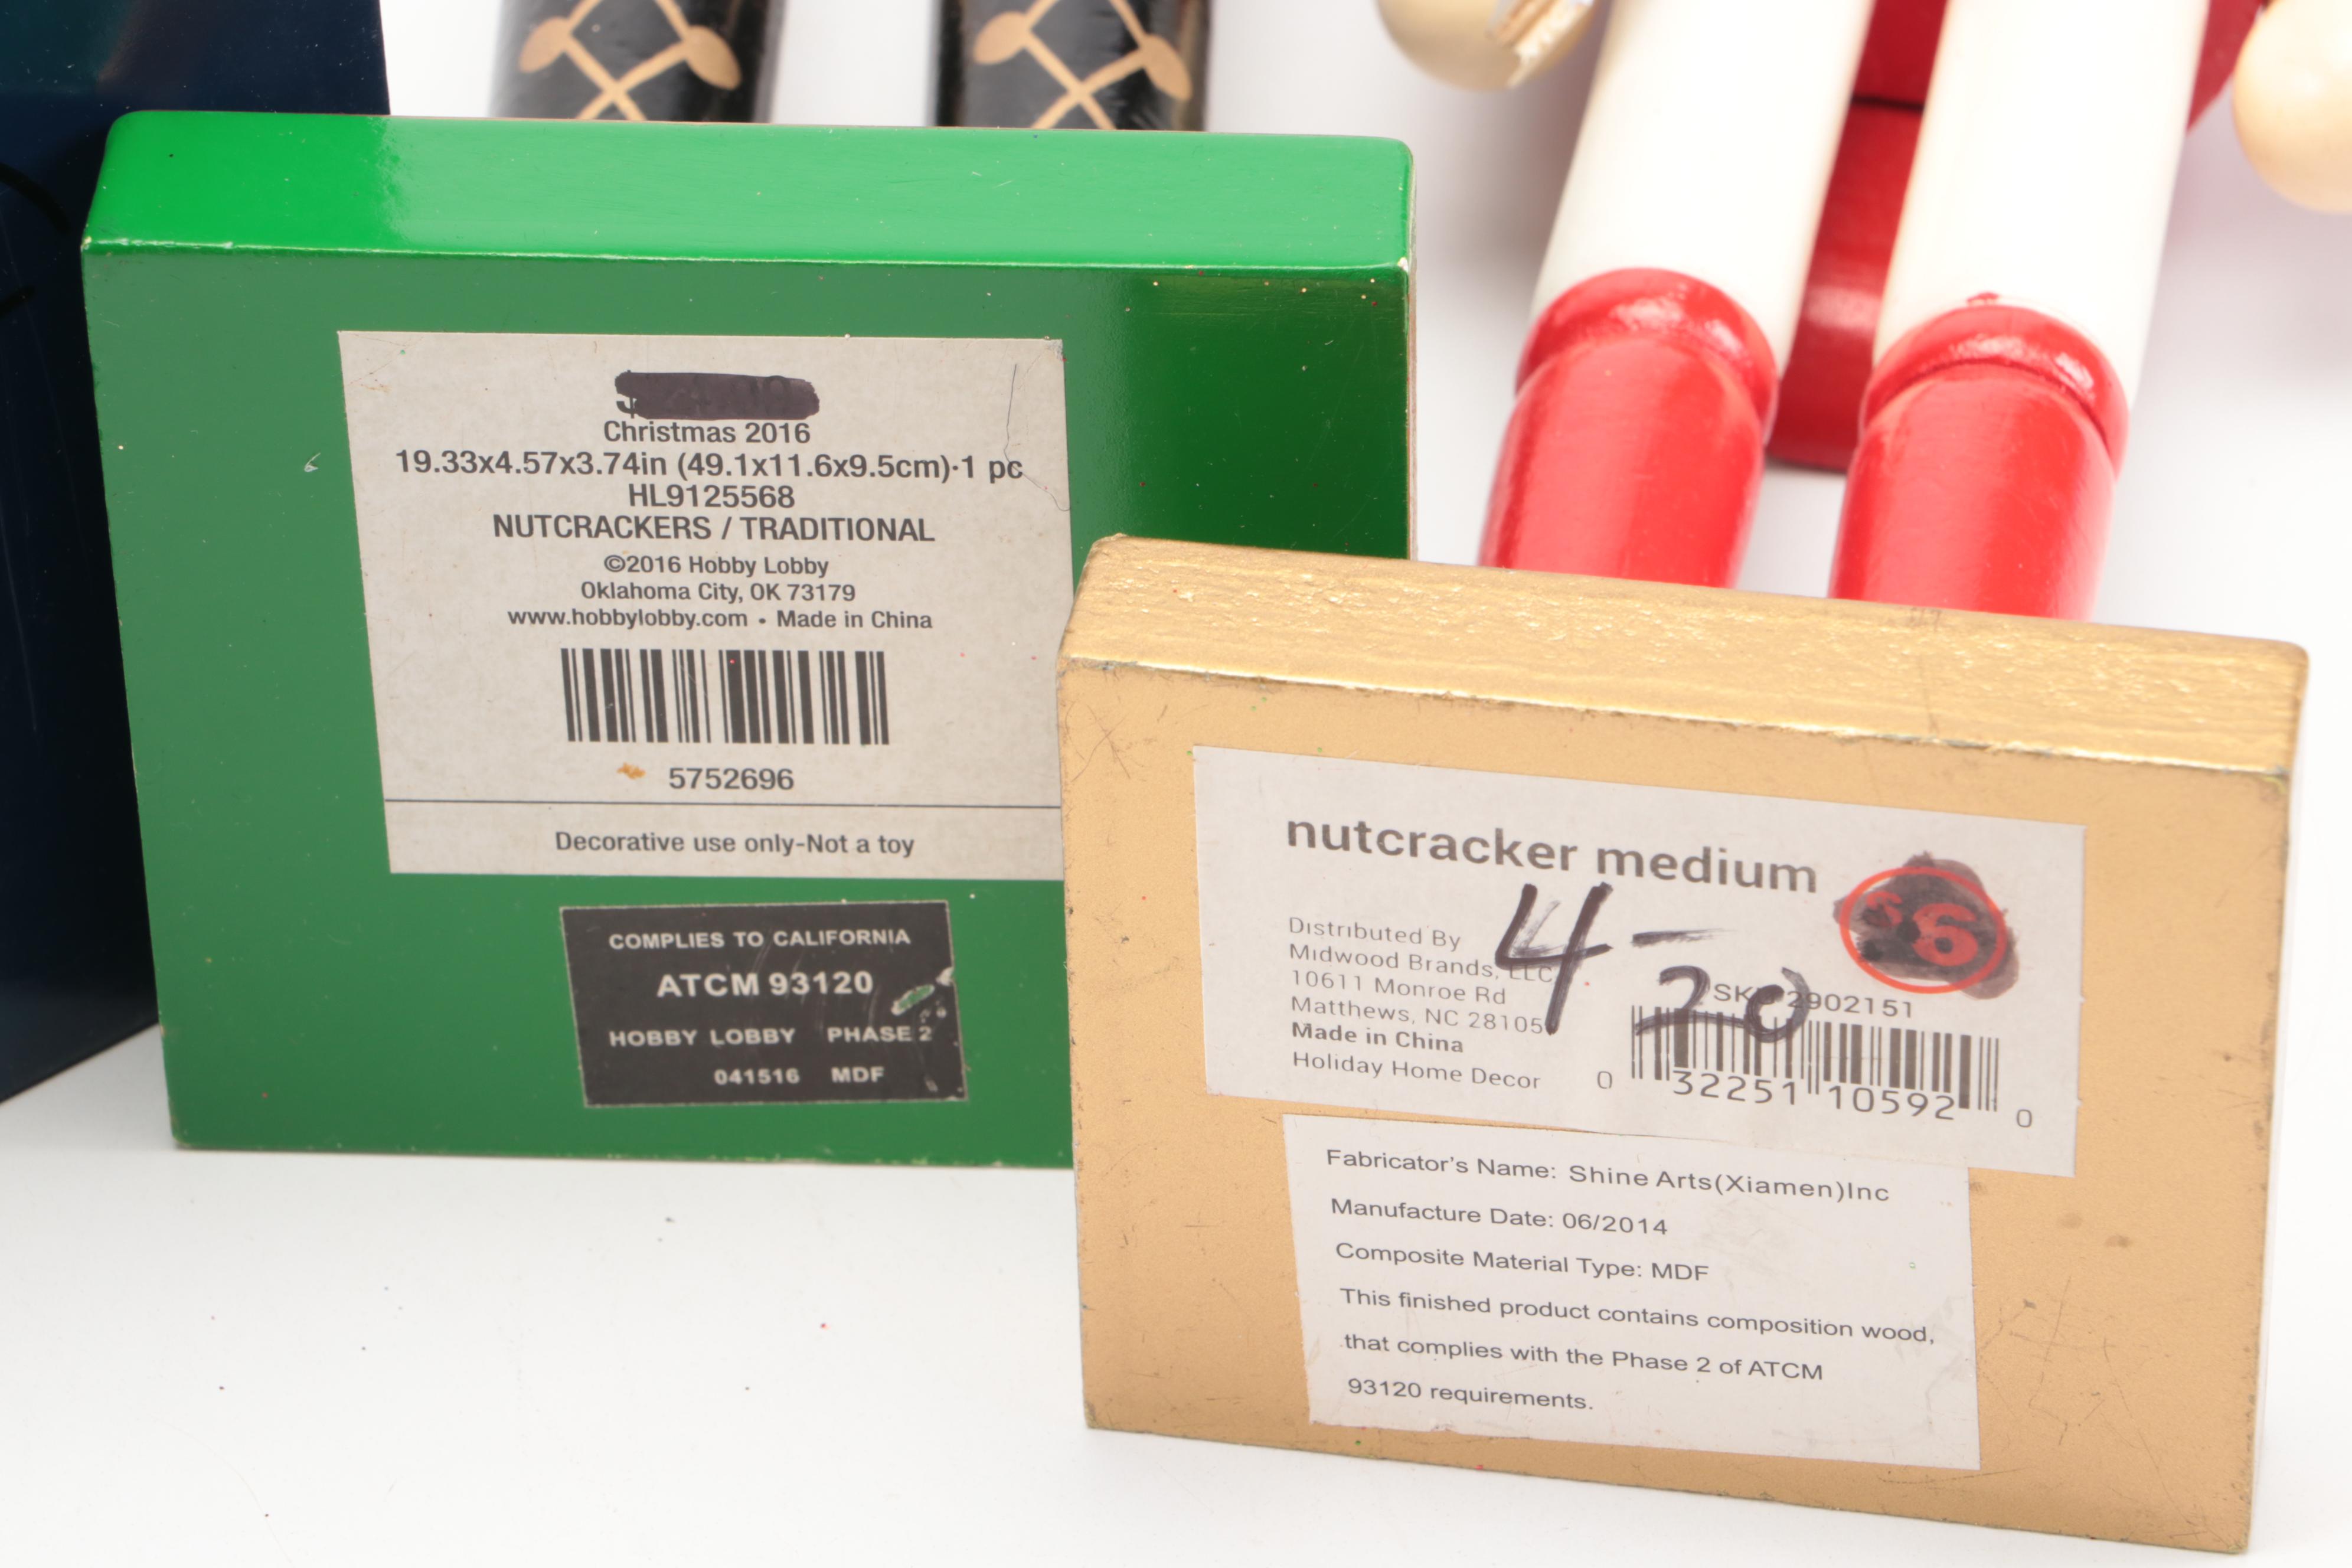 Christmas 2016
19.33x4.57x3.74in (49.1x11.6x9.5cm)·1 pc
HL9125568
NUTCRACKERS / TRADITIONAL
©2016 Hobby Lobby
Oklahoma City, OK 73179
www.hobbylobby.com • Made in China
5752696
Decorative use only-Not a toy
COMPLIES TO CALIFORNIA
ATCM 93120
HOBBY LOBBY PHASE 2
041516 MDF
nutcracker medium
$6
4-
20
Distributed By
Midwood Brands, LLC
10611 Monroe Rd
Matthews, NC 28105
Made in China
Holiday Home Decor
SKU 2902151
0 32251 10592 0
Fabricator's Name: Shine Arts(Xiamen)Inc
Manufacture Date: 06/2014
Composite Material Type: MDF
This finished product contains composition wood,
that complies with the Phase 2 of ATCM
93120 requirements.